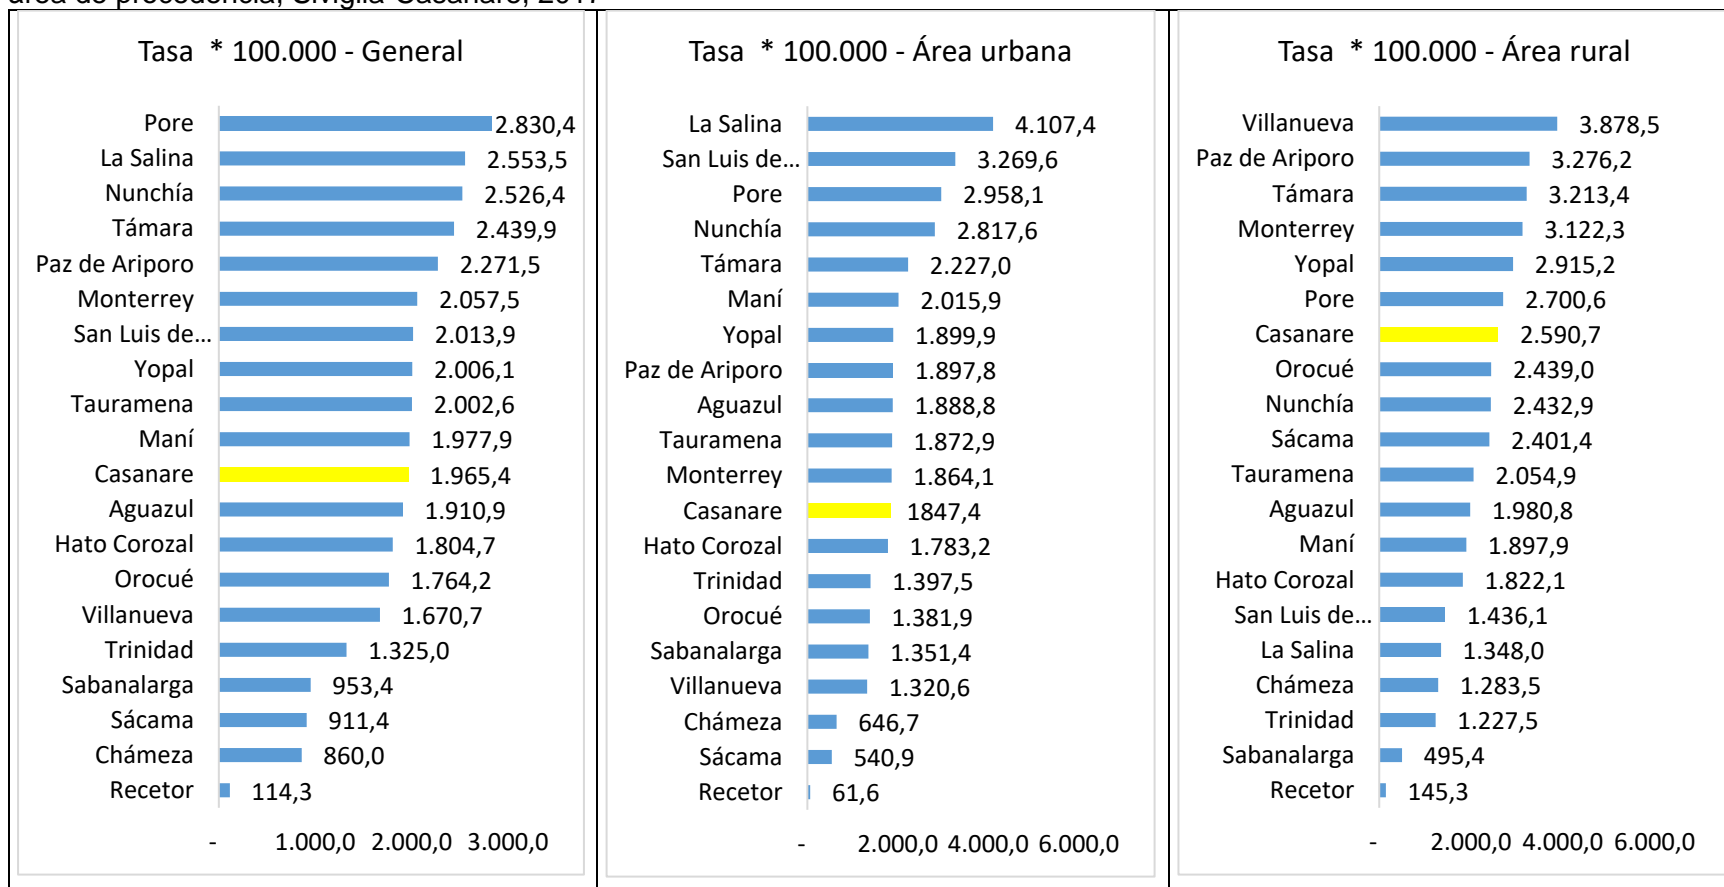 área de procedencia, Sivigila Casanare, 2017
Tasa * 100.000 - General
Pore 2.830,4
La Salina 2.553,5
Nunchía 2.526,4
Támara 2.439,9
Paz de Ariporo 2.271,5
Monterrey 2.057,5
San Luis de... 2.013,9
Yopal 2.006,1
Tauramena 2.002,6
Maní 1.977,9
Casanare 1.965,4
Aguazul 1.910,9
Hato Corozal 1.804,7
Orocué 1.764,2
Villanueva 1.670,7
Trinidad 1.325,0
Sabanalarga 953,4
Sácama 911,4
Chámeza 860,0
Recetor 114,3
- 1.000,0 2.000,0 3.000,0
Tasa * 100.000 - Área urbana
La Salina 4.107,4
San Luis de... 3.269,6
Pore 2.958,1
Nunchía 2.817,6
Támara 2.227,0
Maní 2.015,9
Yopal 1.899,9
Paz de Ariporo 1.897,8
Aguazul 1.888,8
Tauramena 1.872,9
Monterrey 1.864,1
Casanare 1847,4
Hato Corozal 1.783,2
Trinidad 1.397,5
Orocué 1.381,9
Sabanalarga 1.351,4
Villanueva 1.320,6
Chámeza 646,7
Sácama 540,9
Recetor 61,6
- 2.000,0 4.000,0 6.000,0
Tasa * 100.000 - Área rural
Villanueva 3.878,5
Paz de Ariporo 3.276,2
Támara 3.213,4
Monterrey 3.122,3
Yopal 2.915,2
Pore 2.700,6
Casanare 2.590,7
Orocué 2.439,0
Nunchía 2.432,9
Sácama 2.401,4
Tauramena 2.054,9
Aguazul 1.980,8
Maní 1.897,9
Hato Corozal 1.822,1
San Luis de... 1.436,1
La Salina 1.348,0
Chámeza 1.283,5
Trinidad 1.227,5
Sabanalarga 495,4
Recetor 145,3
- 2.000,0 4.000,0 6.000,0